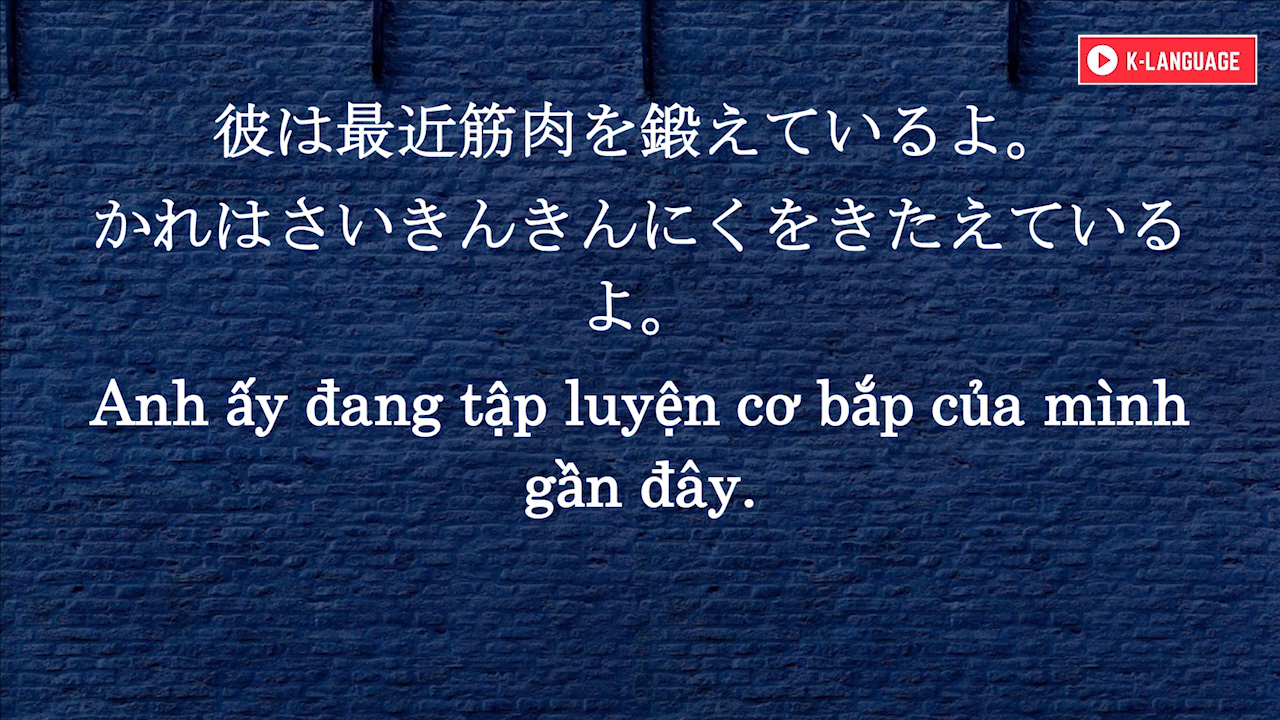 K-LANGUAGE
彼は最近筋肉を鍛えているよ。
かれはさいきんきんにくをきたえている
よ。
Anh ấy đang tập luyện cơ bắp của mình
gần đây.